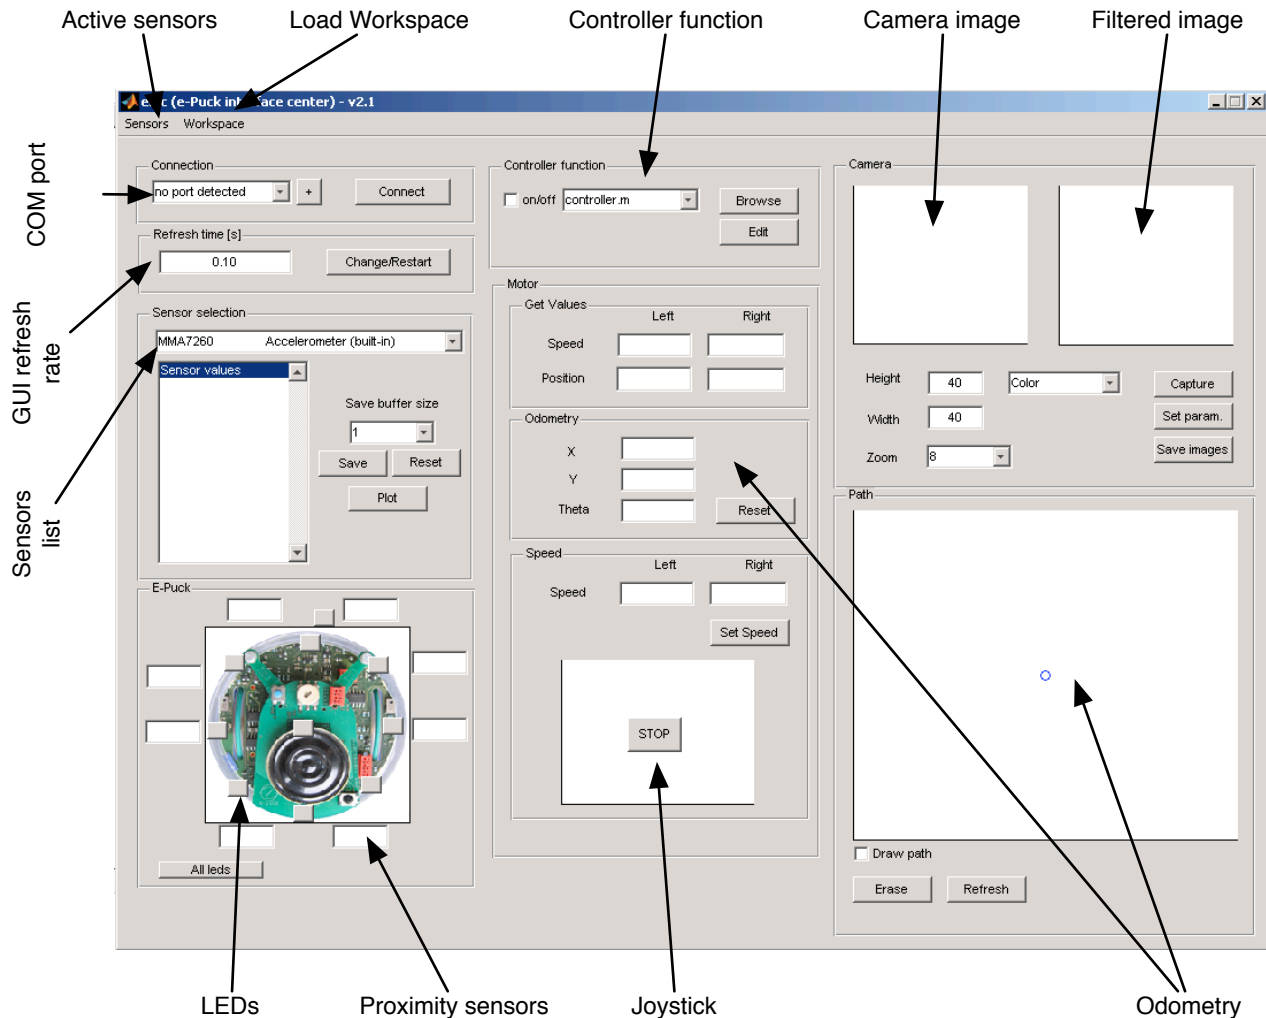 Active sensors Load Workspace Controller function Camera image Filtered image
(e-Puck interface center) - v2.1
Sensors Workspace
COM port
GUI refresh
rate
Sensors
list
Connection
no port detected + Connect
Refresh time [s]
0.10 Change/Restart
Sensor selection
MMA7260 Accelerometer (built-in)
Sensor values
Save buffer size
1
Save Reset
Plot
E-Puck
All leds
Controller function
on/off controller.m Browse
Edit
Motor
Get Values
Left Right
Speed
Position
Odometry
X
Y
Theta Reset
Speed
Left Right
Speed
Set Speed
STOP
Camera
Height 40 Color Capture
Width 40 Set param.
Zoom 8 Save images
Path
Draw path
Erase Refresh
LEDs Proximity sensors Joystick Odometry